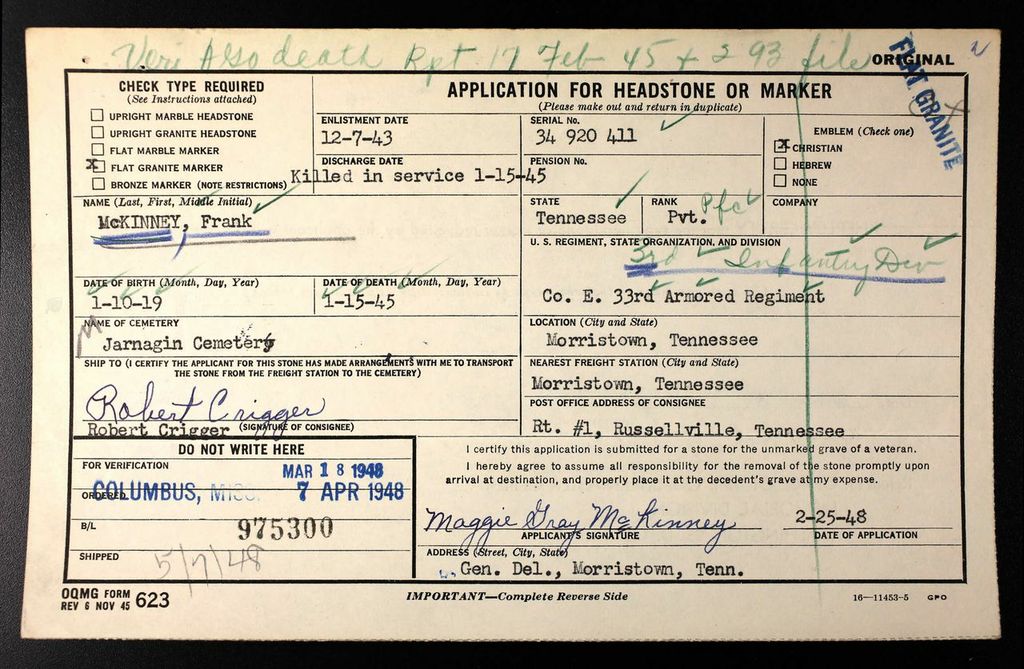 Veri Also death Rpt 17 Feb 45 + 293 file
ORIGINAL
FLAT GRANITE
CHECK TYPE REQUIRED
(See Instructions attached)
UPRIGHT MARBLE HEADSTONE
UPRIGHT GRANITE HEADSTONE
FLAT MARBLE MARKER
X FLAT GRANITE MARKER
BRONZE MARKER (NOTE RESTRICTIONS)
APPLICATION FOR HEADSTONE OR MARKER
(Please make out and return in duplicate)
ENLISTMENT DATE
12-7-43
DISCHARGE DATE
Killed in service 1-15-45
SERIAL No.
34 920 411
PENSION No.
EMBLEM (Check one)
X CHRISTIAN
HEBREW
NONE
NAME (Last, First, Middle Initial)
McKINNEY, Frank
STATE
Tennessee
RANK
Pvt. Pfc
COMPANY
U. S. REGIMENT, STATE ORGANIZATION, AND DIVISION
3rd Infantry Div
Co. E. 33rd Armored Regiment
DATE OF BIRTH (Month, Day, Year)
1-10-19
DATE OF DEATH (Month, Day, Year)
1-15-45
NAME OF CEMETERY
Jarnagin Cemetery
LOCATION (City and State)
Morristown, Tennessee
SHIP TO (I CERTIFY THE APPLICANT FOR THIS STONE HAS MADE ARRANGEMENTS WITH ME TO TRANSPORT
THE STONE FROM THE FREIGHT STATION TO THE CEMETERY)
NEAREST FREIGHT STATION (City and State)
Morristown, Tennessee
Robert Crigger
Robert Crigger (SIGNATURE OF CONSIGNEE)
POST OFFICE ADDRESS OF CONSIGNEE
Rt. #1, Russellville, Tennessee
DO NOT WRITE HERE
FOR VERIFICATION
MAR 18 1948
ORDERED
COLUMBUS, MISS. 7 APR 1948
B/L
975300
SHIPPED
5/7/48
I certify this application is submitted for a stone for the unmarked grave of a veteran.
I hereby agree to assume all responsibility for the removal of the stone promptly upon
arrival at destination, and properly place it at the decedent's grave at my expense.
Maggie Gray McKinney
APPLICANT'S SIGNATURE
2-25-48
DATE OF APPLICATION
ADDRESS (Street, City, State)
Gen. Del., Morristown, Tenn.
OQMG FORM
REV 6 NOV 45 623
IMPORTANT—Complete Reverse Side
16—11453-5 GPO